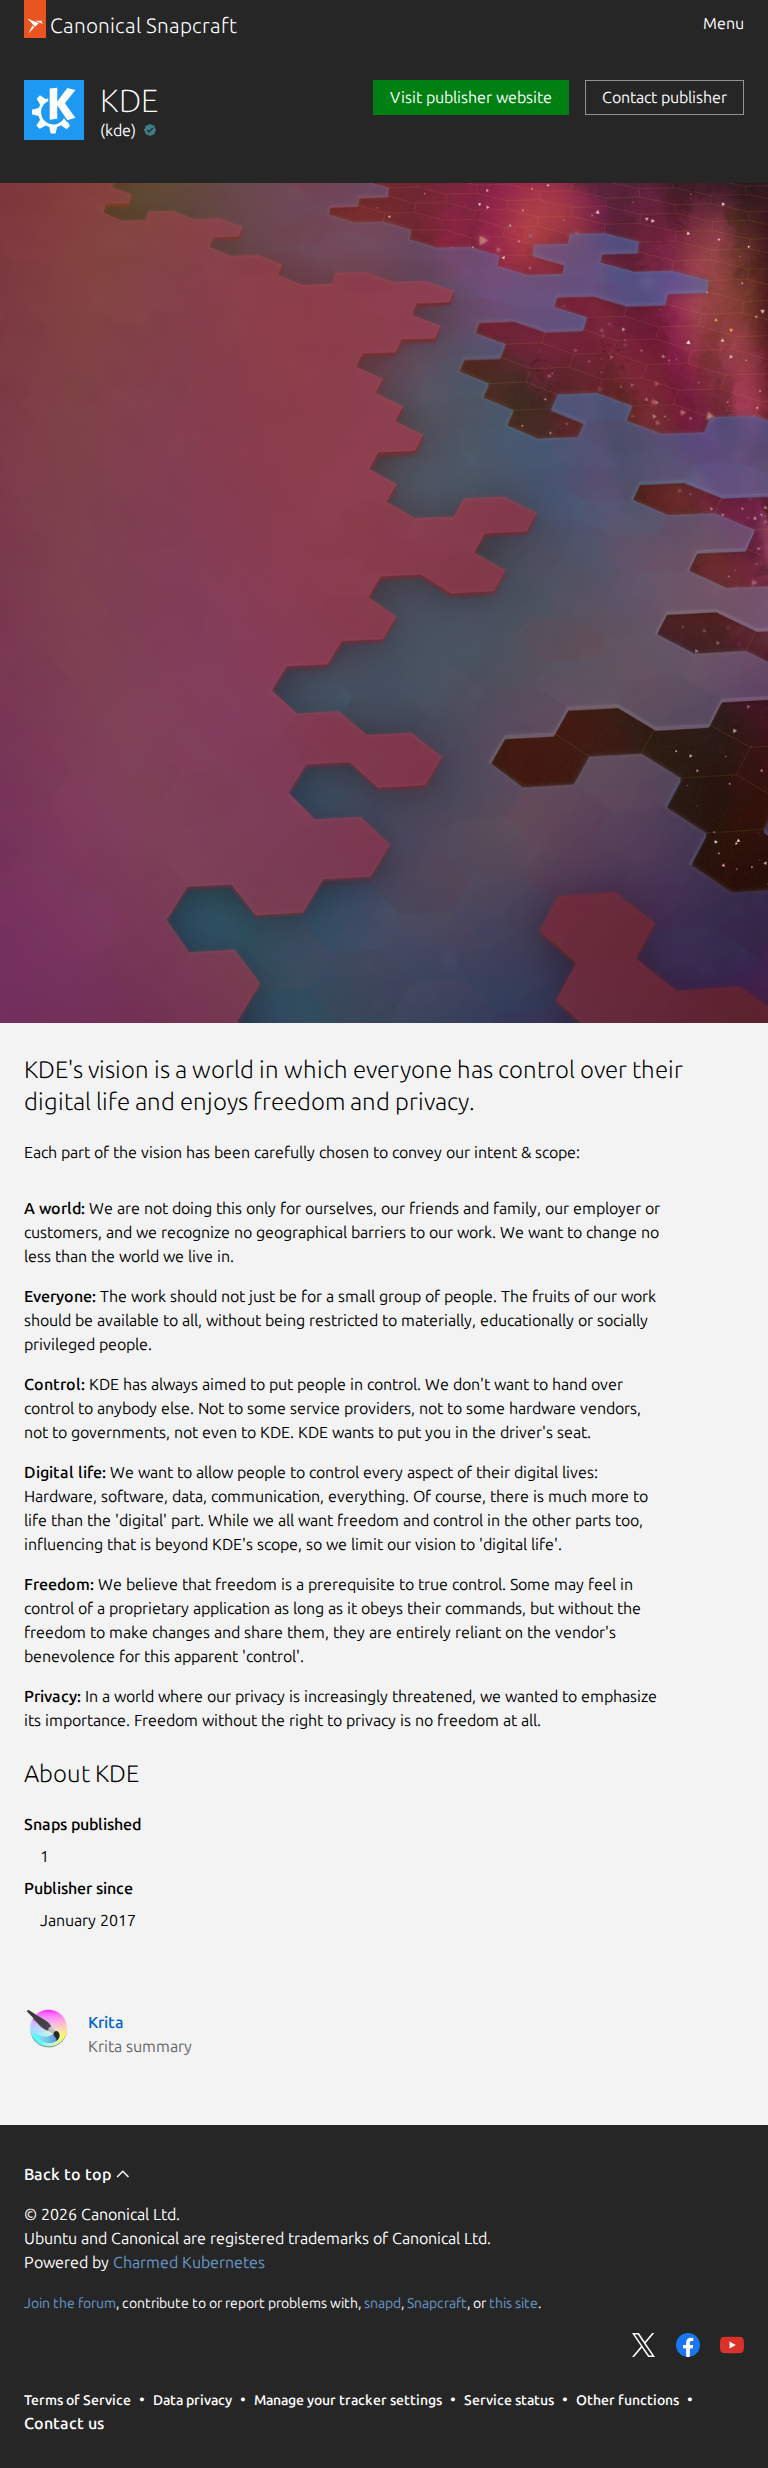 Canonical Snapcraft
Menu
KDE
(kde)
Visit publisher website
Contact publisher
KDE's vision is a world in which everyone has control over their
digital life and enjoys freedom and privacy.
Each part of the vision has been carefully chosen to convey our intent & scope:
A world: We are not doing this only for ourselves, our friends and family, our employer or
customers, and we recognize no geographical barriers to our work. We want to change no
less than the world we live in.
Everyone: The work should not just be for a small group of people. The fruits of our work
should be available to all, without being restricted to materially, educationally or socially
privileged people.
Control: KDE has always aimed to put people in control. We don't want to hand over
control to anybody else. Not to some service providers, not to some hardware vendors,
not to governments, not even to KDE. KDE wants to put you in the driver's seat.
Digital life: We want to allow people to control every aspect of their digital lives:
Hardware, software, data, communication, everything. Of course, there is much more to
life than the 'digital' part. While we all want freedom and control in the other parts too,
influencing that is beyond KDE's scope, so we limit our vision to 'digital life'.
Freedom: We believe that freedom is a prerequisite to true control. Some may feel in
control of a proprietary application as long as it obeys their commands, but without the
freedom to make changes and share them, they are entirely reliant on the vendor's
benevolence for this apparent 'control'.
Privacy: In a world where our privacy is increasingly threatened, we wanted to emphasize
its importance. Freedom without the right to privacy is no freedom at all.
About KDE
Snaps published
1
Publisher since
January 2017
Krita
Krita summary
Back to top
© 2026 Canonical Ltd.
Ubuntu and Canonical are registered trademarks of Canonical Ltd.
Powered by Charmed Kubernetes
Join the forum, contribute to or report problems with, snapd, Snapcraft, or this site.
Terms of Service • Data privacy • Manage your tracker settings • Service status • Other functions •
Contact us